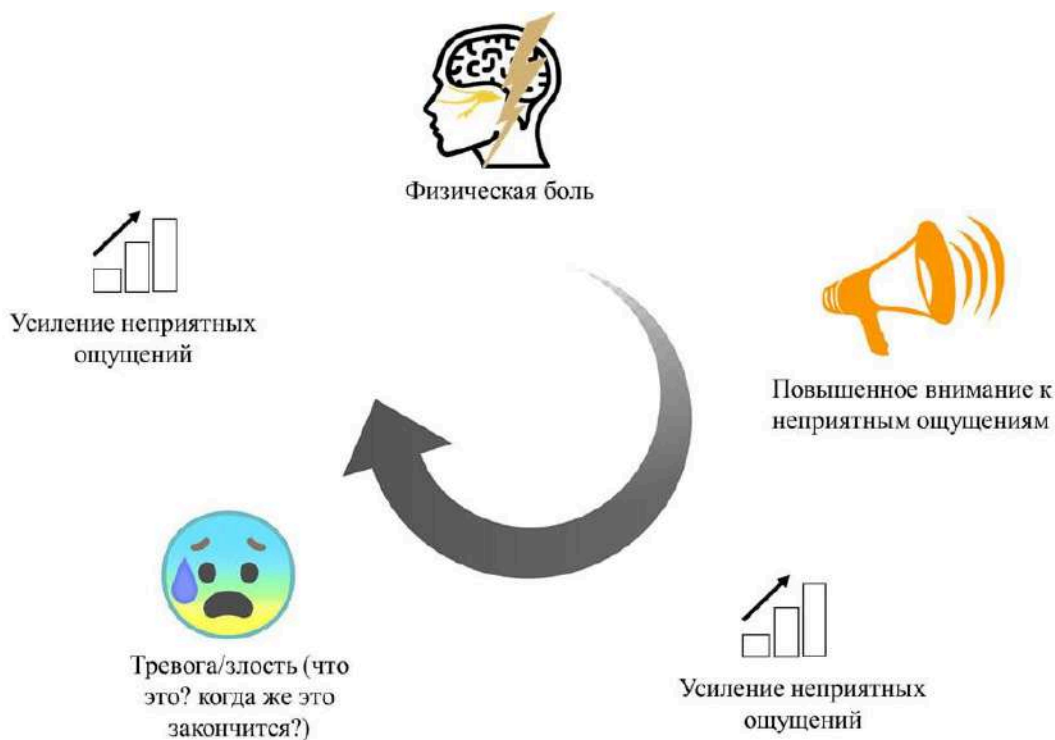 Физическая боль
Повышенное внимание к
неприятным ощущениям
Усиление неприятных
ощущений
Тревога/злость (что
это? когда же это
закончится?)
Усиление неприятных
ощущений